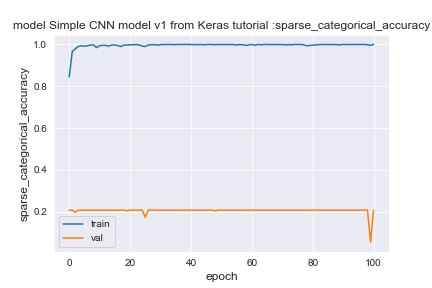 model Simple CNN model v1 from Keras tutorial :sparse_categorical_accuracy
1.0
0.8
0.6
0.4
0.2
sparse_categorical_accuracy
train
val
0 20 40 60 80 100
epoch